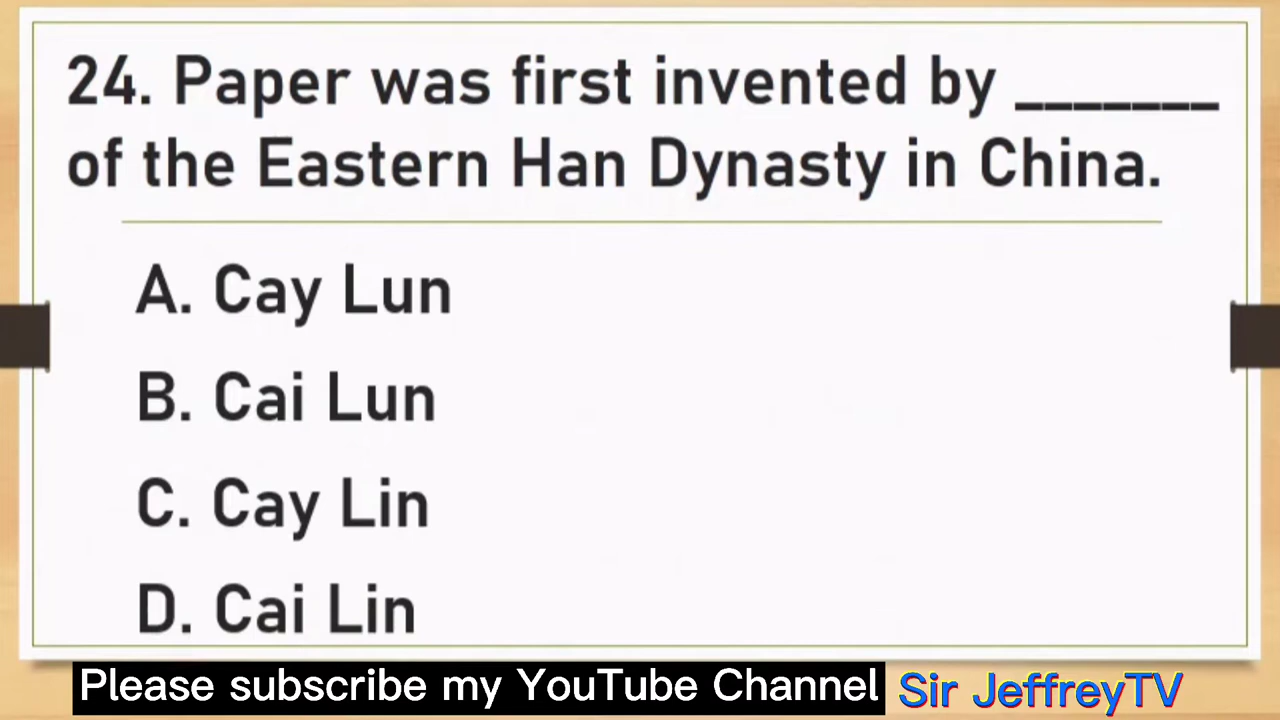 24. Paper was first invented by _______
of the Eastern Han Dynasty in China.
A. Cay Lun
B. Cai Lun
C. Cay Lin
D. Cai Lin
Please subscribe my YouTube Channel Sir JeffreyTV